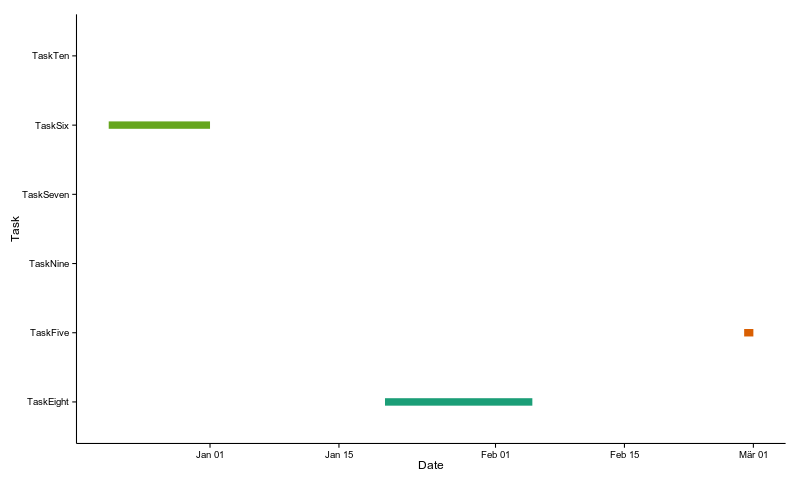 TaskTen
TaskSix
TaskSeven
Task
TaskNine
TaskFive
TaskEight
Jan 01 Jan 15 Feb 01 Feb 15 Mär 01
Date